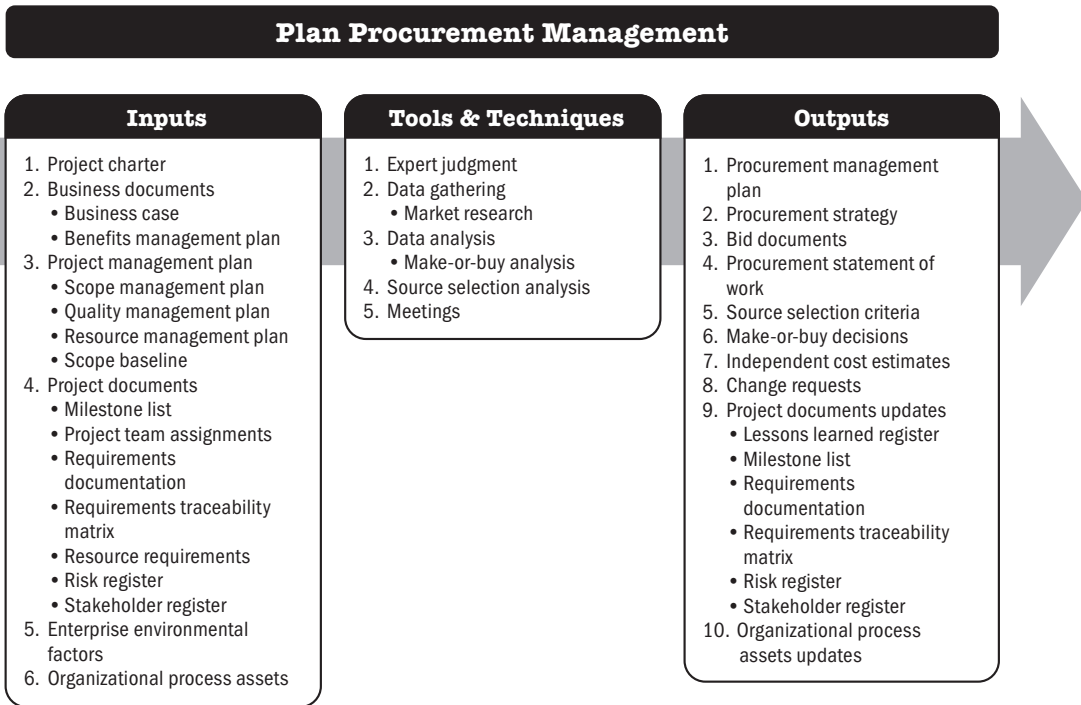 Plan Procurement Management
Inputs
1. Project charter
2. Business documents
• Business case
• Benefits management plan
3. Project management plan
• Scope management plan
• Quality management plan
• Resource management plan
• Scope baseline
4. Project documents
• Milestone list
• Project team assignments
• Requirements
documentation
• Requirements traceability
matrix
• Resource requirements
• Risk register
• Stakeholder register
5. Enterprise environmental
factors
6. Organizational process assets
Tools & Techniques
1. Expert judgment
2. Data gathering
• Market research
3. Data analysis
• Make-or-buy analysis
4. Source selection analysis
5. Meetings
Outputs
1. Procurement management
plan
2. Procurement strategy
3. Bid documents
4. Procurement statement of
work
5. Source selection criteria
6. Make-or-buy decisions
7. Independent cost estimates
8. Change requests
9. Project documents updates
• Lessons learned register
• Milestone list
• Requirements
documentation
• Requirements traceability
matrix
• Risk register
• Stakeholder register
10. Organizational process
assets updates